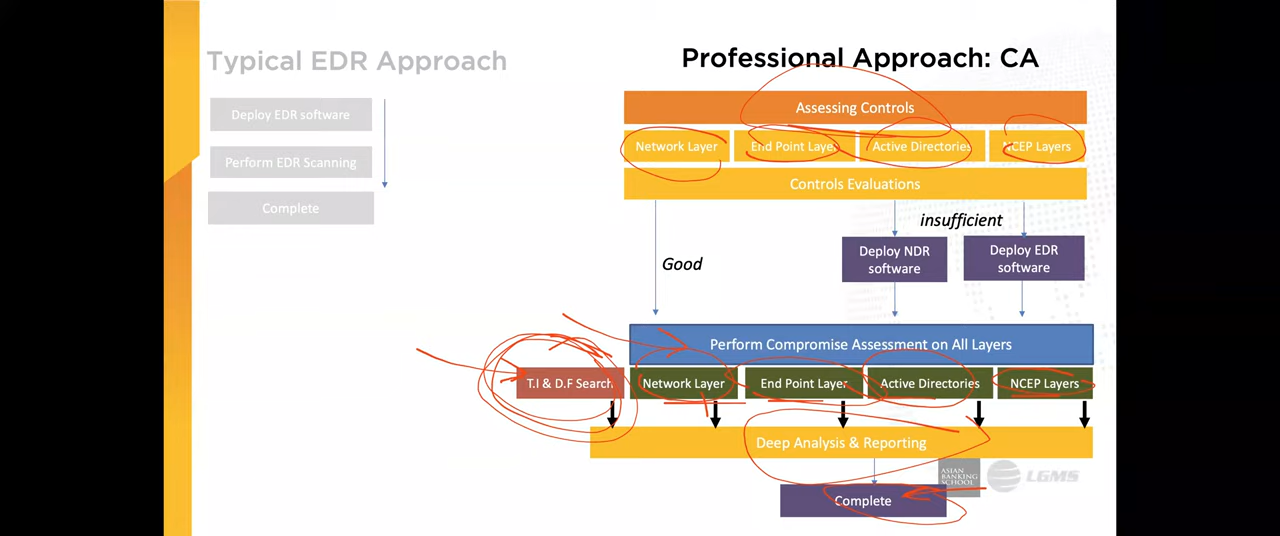 Typical EDR Approach
Deploy EDR software
Perform EDR Scanning
Complete
Professional Approach: CA
Assessing Controls
Network Layer
End Point Layer
Active Directories
NCEP Layers
Controls Evaluations
insufficient
Good
Deploy NDR
software
Deploy EDR
software
Perform Compromise Assessment on All Layers
T.I & D.F Search
Network Layer
End Point Layer
Active Directories
NCEP Layers
Deep Analysis & Reporting
ASIAN
BANKING
SCHOOL
LGMS
Complete